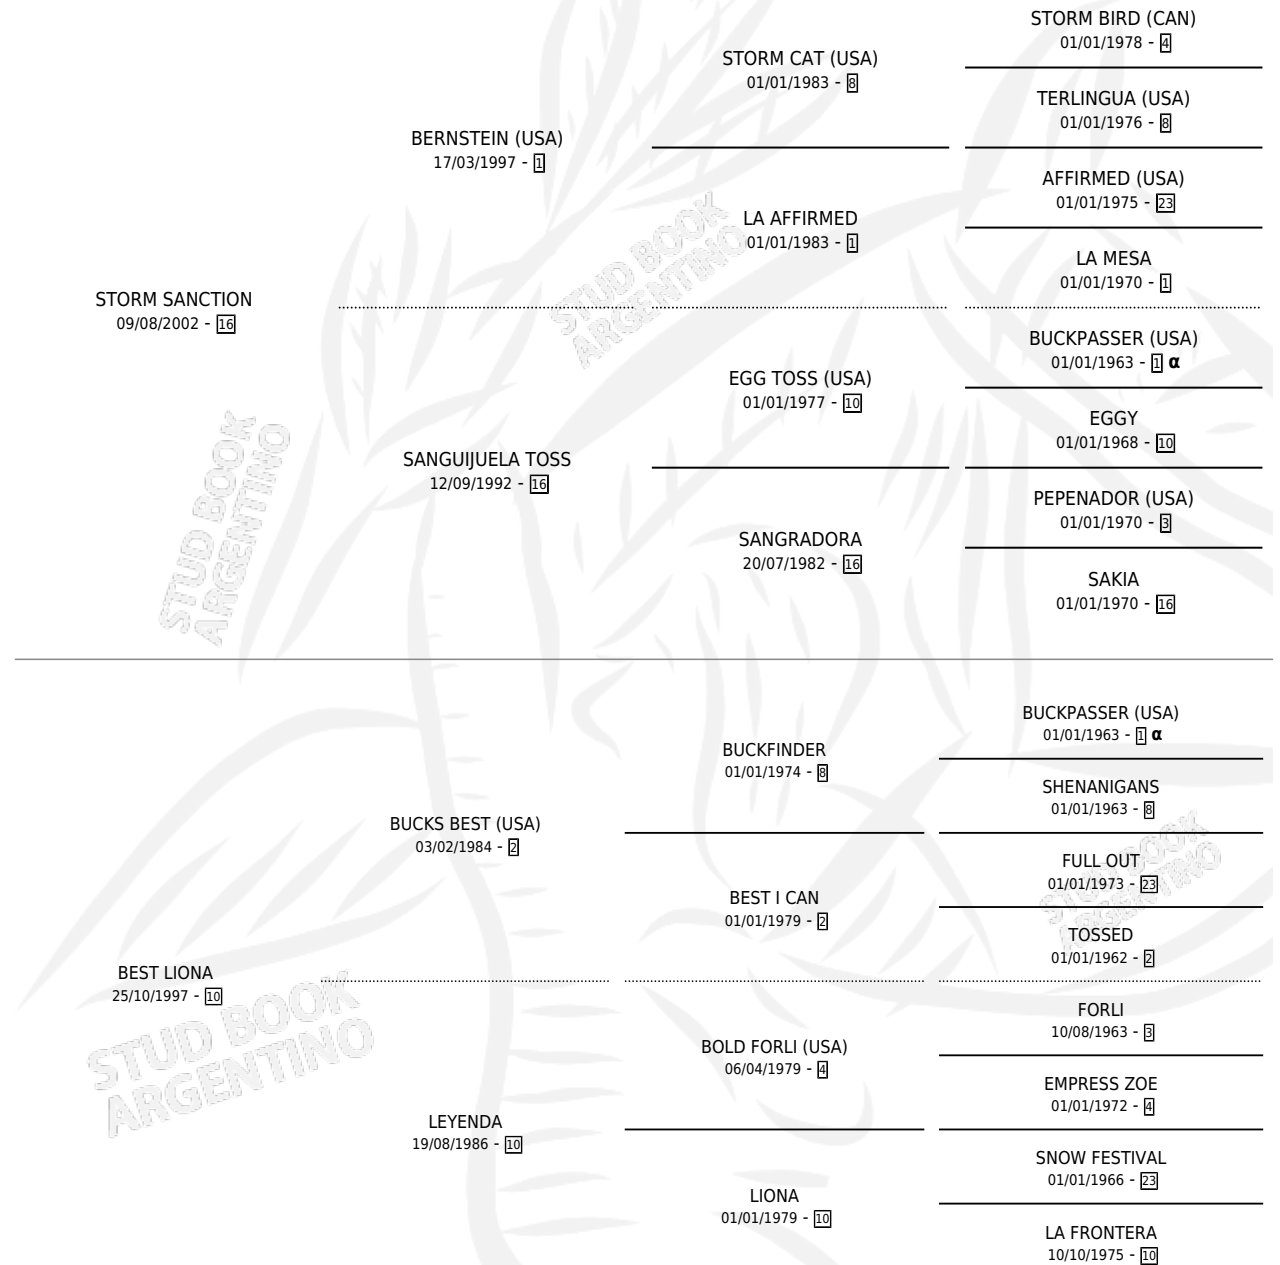 STORM BIRD (CAN)
01/01/1978 - 4
STORM CAT (USA)
01/01/1983 - 8
TERLINGUA (USA)
01/01/1976 - 8
BERNSTEIN (USA)
17/03/1997 - 1
AFFIRMED (USA)
01/01/1975 - 23
LA AFFIRMED
01/01/1983 - 1
LA MESA
01/01/1970 - 1
STORM SANCTION
09/08/2002 - 16
BUCKPASSER (USA)
01/01/1963 - 1 α
EGG TOSS (USA)
01/01/1977 - 10
EGGY
01/01/1968 - 10
SANGUIJUELA TOSS
12/09/1992 - 16
PEPENADOR (USA)
01/01/1970 - 3
SANGRADORA
20/07/1982 - 16
SAKIA
01/01/1970 - 16
BUCKPASSER (USA)
01/01/1963 - 1 α
BUCKFINDER
01/01/1974 - 8
SHENANIGANS
01/01/1963 - 8
BUCKS BEST (USA)
03/02/1984 - 2
FULL OUT
01/01/1973 - 23
BEST I CAN
01/01/1979 - 2
TOSSED
01/01/1962 - 2
BEST LIONA
25/10/1997 - 10
FORLI
10/08/1963 - 3
BOLD FORLI (USA)
06/04/1979 - 4
EMPRESS ZOE
01/01/1972 - 4
LEYENDA
19/08/1986 - 10
SNOW FESTIVAL
01/01/1966 - 23
LIONA
01/01/1979 - 10
LA FRONTERA
10/10/1975 - 10
STUD BOOK
ARGENTINO
STUD BOOK
ARGENTINO
STUD BOOK
ARGENTINO
STUD BOOK
ARGENTINO